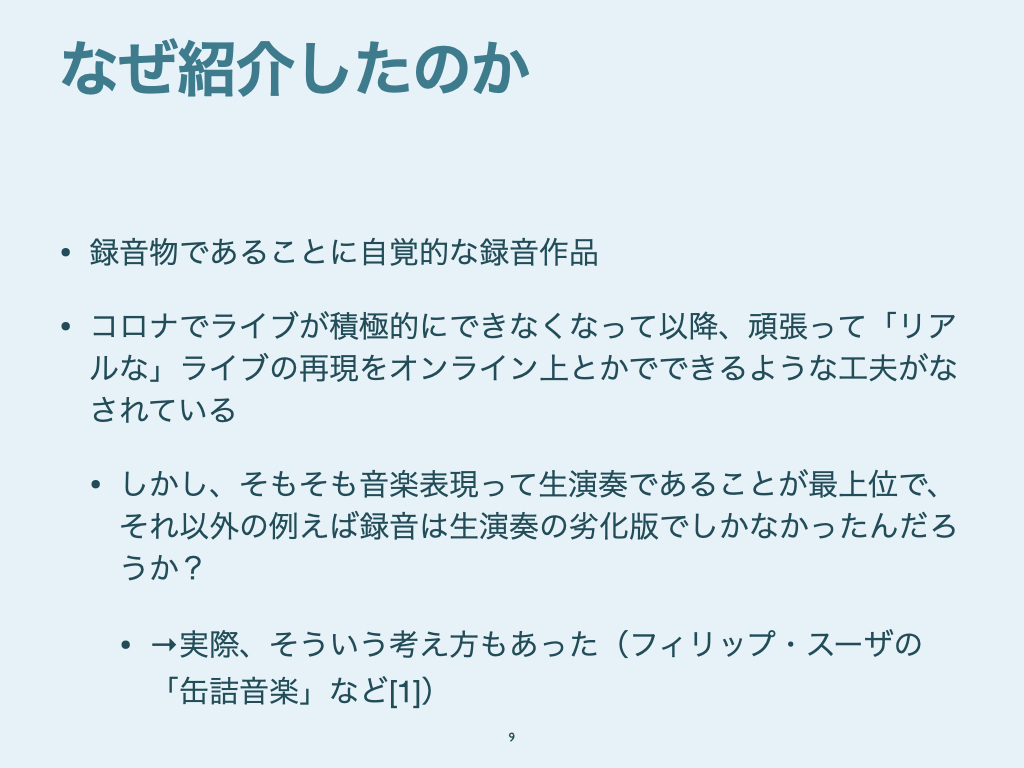 なぜ紹介したのか
• 録音物であることに自覚的な録音作品
• コロナでライブが積極的にできなくなって以降、頑張って「リア
ルな」ライブの再現をオンライン上とかでできるような工夫がな
されている
• しかし、そもそも音楽表現って生演奏であることが最上位で、
それ以外の例えば録音は生演奏の劣化版でしかなかったんだろ
うか？
• →実際、そういう考え方もあった（フィリップ・スーザの
「缶詰音楽」など[1]）
9